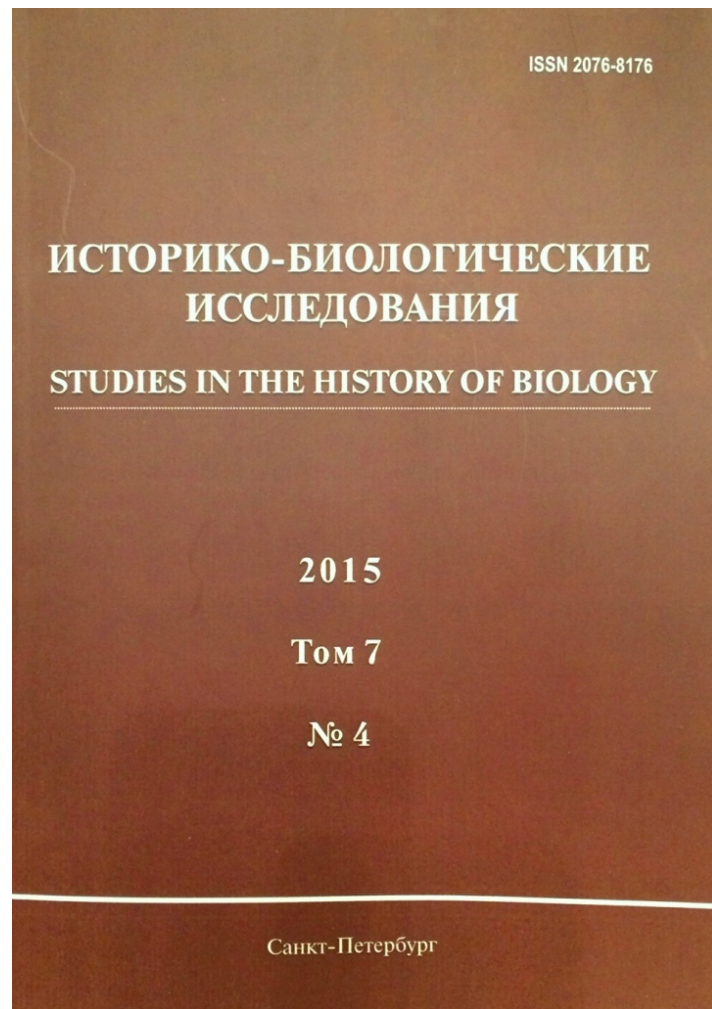 ISSN 2076-8176
ИСТОРИКО-БИОЛОГИЧЕСКИЕ
ИССЛЕДОВАНИЯ
STUDIES IN THE HISTORY OF BIOLOGY
2015
Том 7
№ 4
Санкт-Петербург